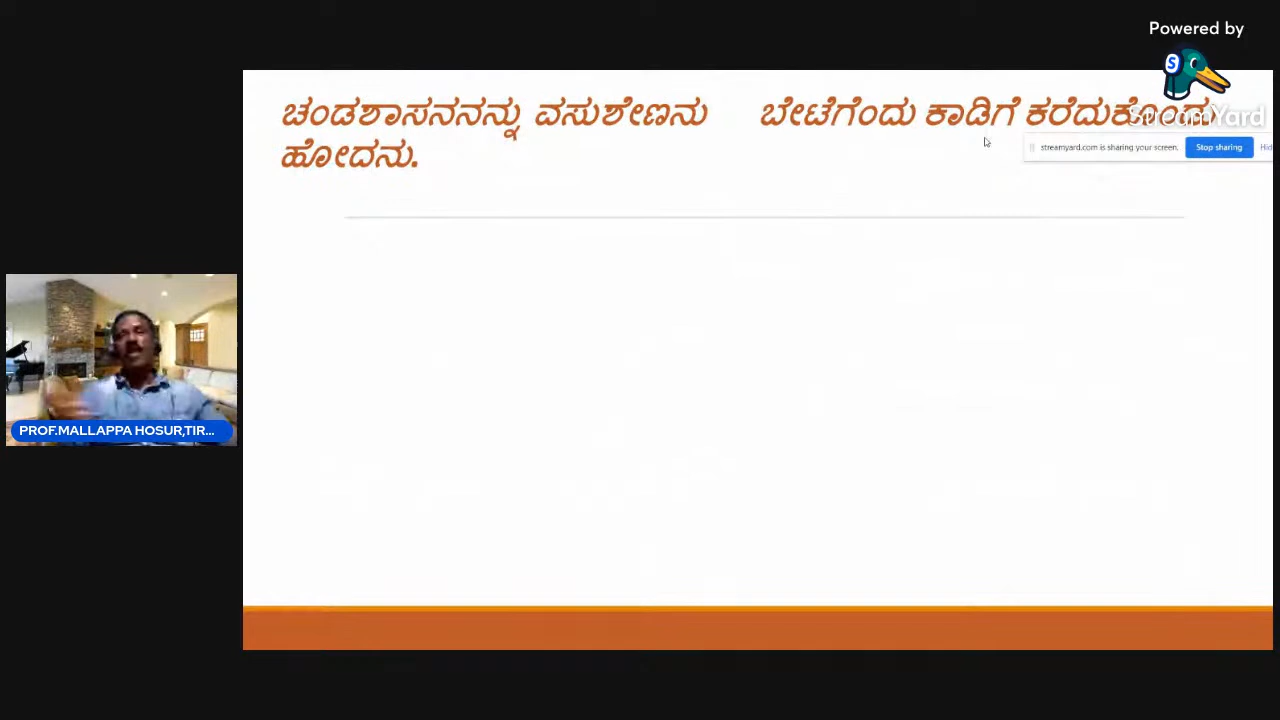 Powered by
StreamYard
ಚಂಡಶಾಸನನನ್ನು ವಸುಶೇಣನು ಬೇಟೆಗೆಂದು ಕಾಡಿಗೆ ಕರೆದುಕೊಂಡು
ಹೋದನು.
streamyard.com is sharing your screen.
Stop sharing
PROF.MALLAPPA HOSUR,TIR...